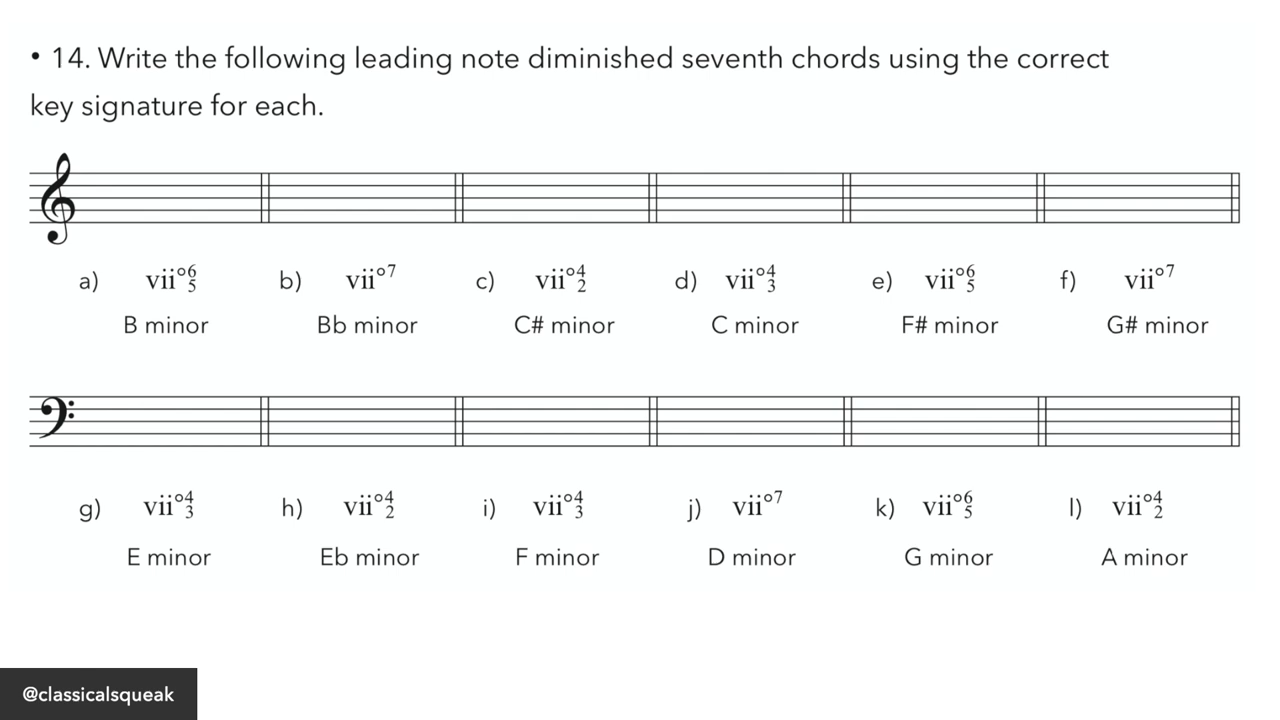 • 14. Write the following leading note diminished seventh chords using the correct
key signature for each.
a) vii°6/5 b) vii°7 c) vii°4/2 d) vii°4/3 e) vii°6/5 f) vii°7
B minor Bb minor C# minor C minor F# minor G# minor
g) vii°4/3 h) vii°4/2 i) vii°4/3 j) vii°7 k) vii°6/5 l) vii°4/2
E minor Eb minor F minor D minor G minor A minor
@classicalsqueak